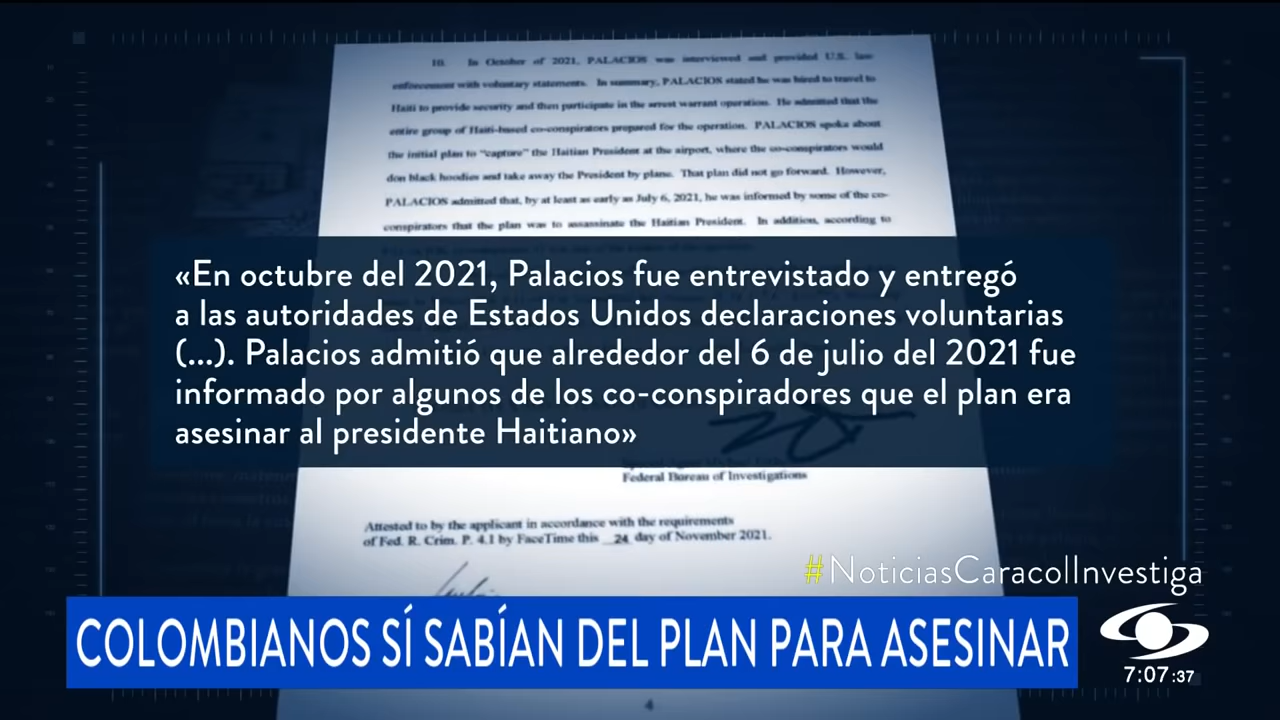 10. In October of 2021, PALACIOS was interviewed and provided U.S. law
enforcement with voluntary statements. In summary, PALACIOS stated he was hired to travel to
Haiti to provide security and then participate in the arrest warrant operation. He admitted that the
entire group of Haiti-based co-conspirators prepared for the operation. PALACIOS spoke about
the initial plan to "capture" the Haitian President at the airport, where the co-conspirators would
don black hoodies and take away the President by plane. That plan did not go forward. However,
PALACIOS admitted that, by at least as early as July 6, 2021, he was informed by some of the co-
conspirators that the plan was to assassinate the Haitian President. In addition, according to
«En octubre del 2021, Palacios fue entrevistado y entregó
a las autoridades de Estados Unidos declaraciones voluntarias
(...). Palacios admitió que alrededor del 6 de julio del 2021 fue
informado por algunos de los co-conspiradores que el plan era
asesinar al presidente Haitiano»
Federal Bureau of Investigations
Attested to by the applicant in accordance with the requirements
of Fed. R. Crim. P. 4.1 by FaceTime this 24 day of November 2021.
#NoticiasCaracolInvestiga
COLOMBIANOS SÍ SABÍAN DEL PLAN PARA ASESINAR
7:07:37
4